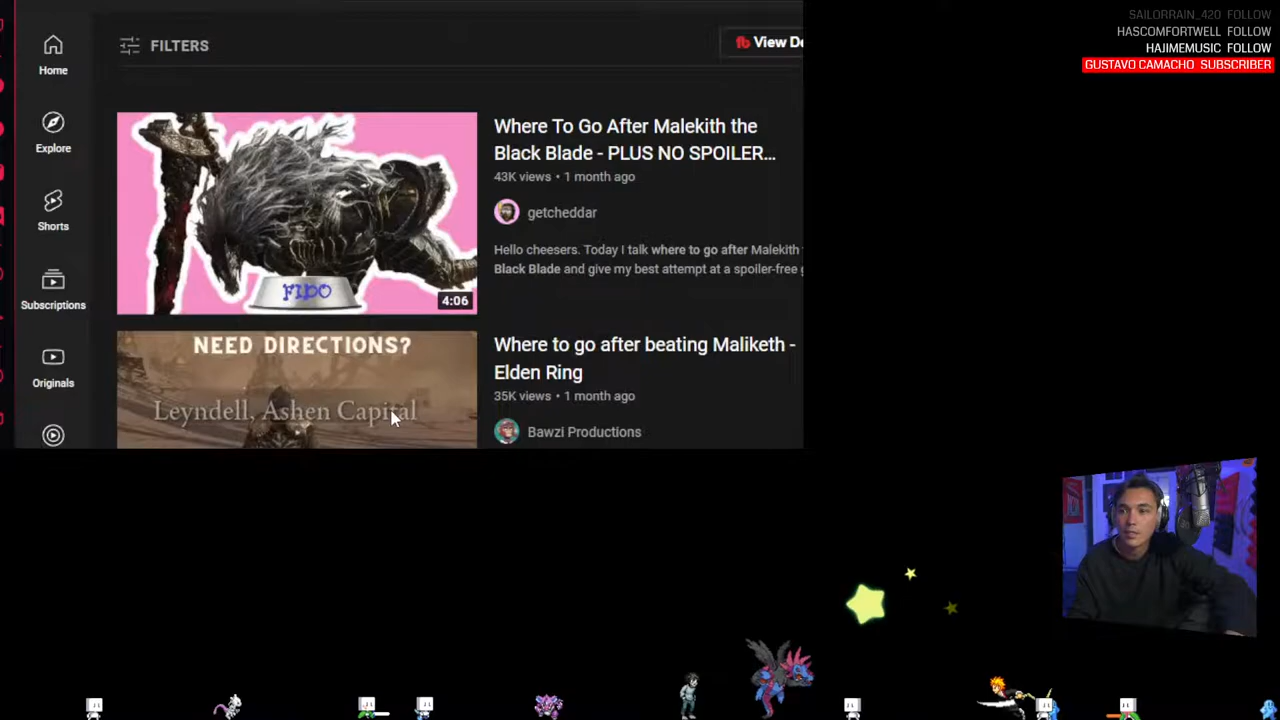 SAILORRAIN_420 FOLLOW
HASCOMFORTWELL FOLLOW
HAJIMEMUSIC FOLLOW
GUSTAVO CAMACHO SUBSCRIBER
Home
Explore
Shorts
Subscriptions
Originals
FILTERS
fb View De
FIDO
4:06
Where To Go After Malekith the
Black Blade - PLUS NO SPOILER...
43K views • 1 month ago
getcheddar
Hello cheesers. Today I talk where to go after Malekith
Black Blade and give my best attempt at a spoiler-free g
NEED DIRECTIONS?
Leyndell, Ashen Capital
Where to go after beating Maliketh -
Elden Ring
35K views • 1 month ago
Bawzi Productions